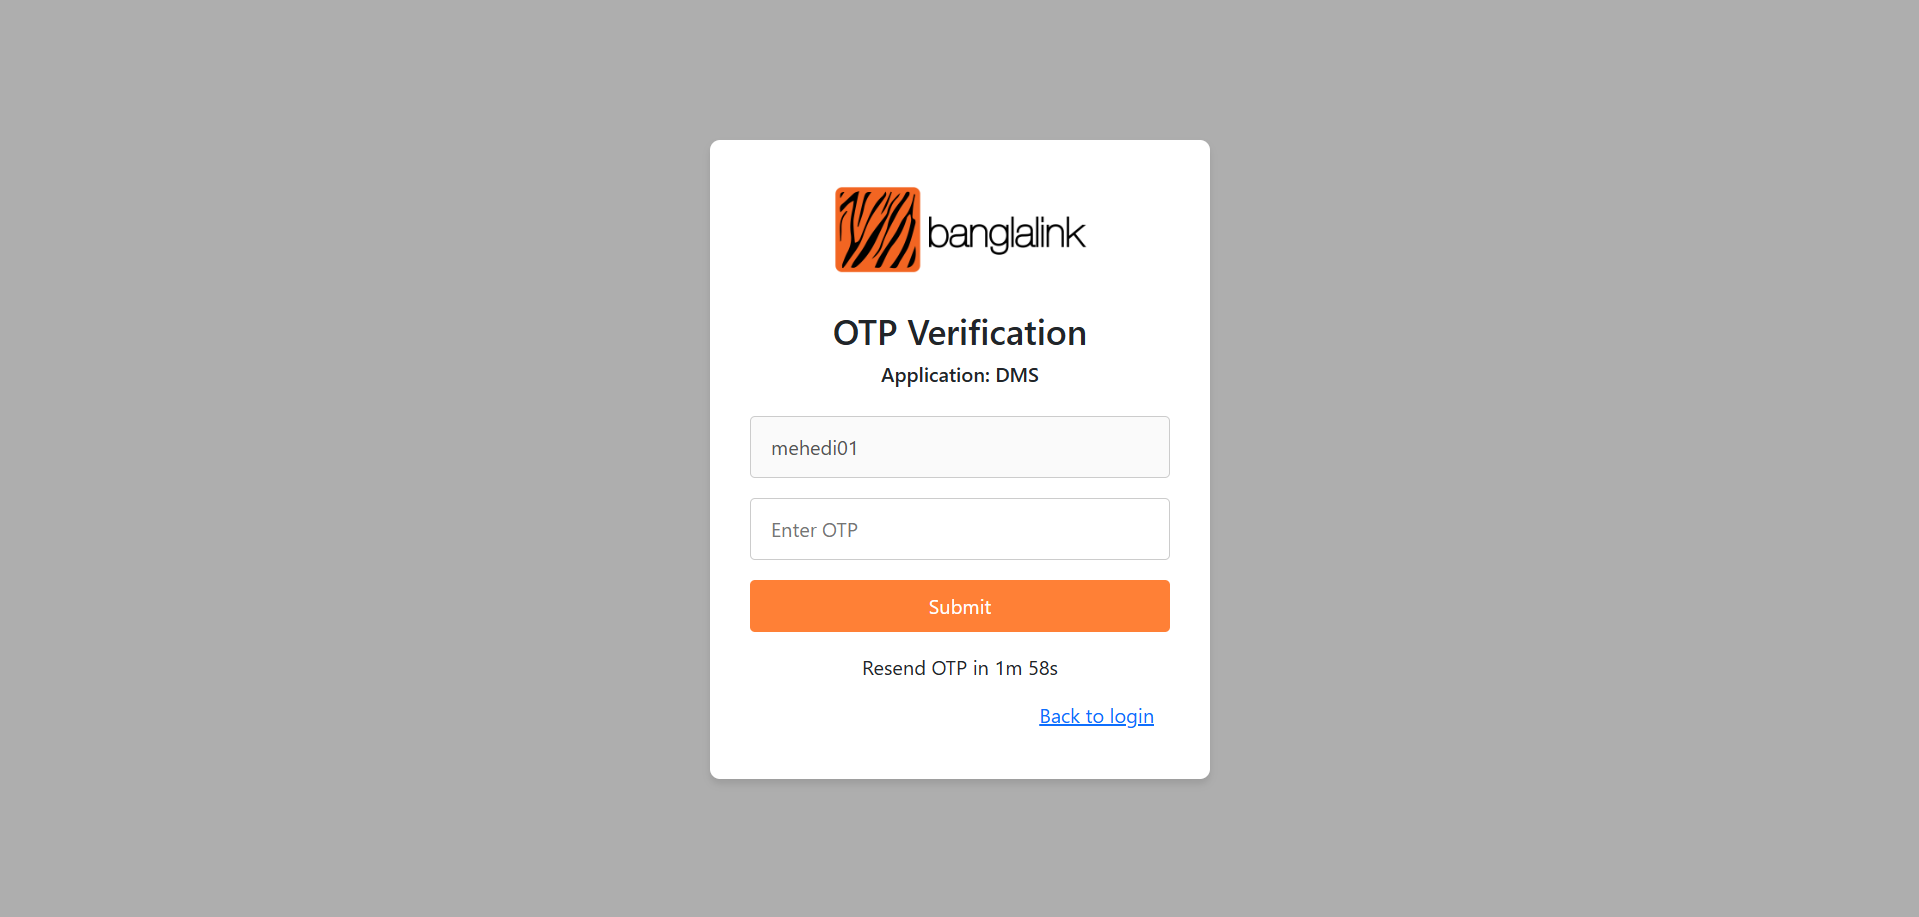 banglalink
OTP Verification
Application: DMS
mehedi01
Enter OTP
Submit
Resend OTP in 1m 58s
Back to login